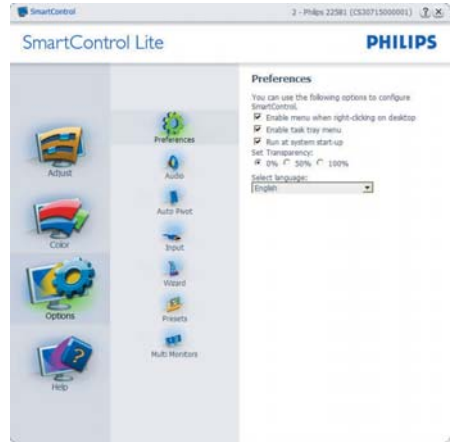 SmartControl
2 - Philips 225B1 (CS30715000001)
SmartControl Lite
PHILIPS
Adjust
Color
Options
Help
Preferences
Audio
Auto Pivot
Input
Wizard
Presets
Multi Monitors
Preferences
You can use the following options to configure
SmartControl.
Enable menu when right-clicking on desktop
Enable task tray menu
Run at system start-up
Set Transparency:
0% 50% 100%
Select language:
English